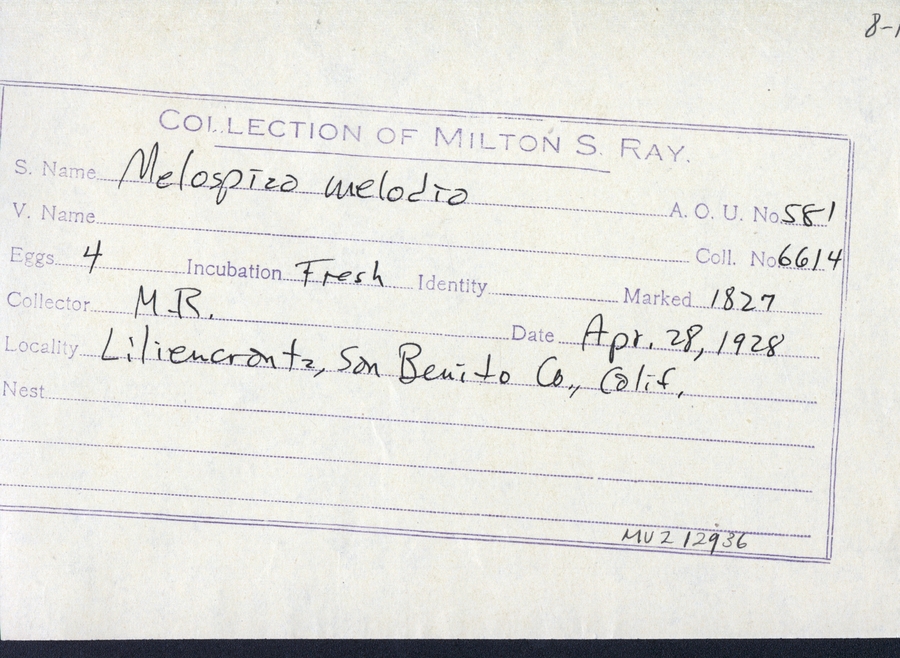 8-1
COLLECTION OF MILTON S. RAY.
S. Name Melospiza melodia A. O. U. No. 581
V. Name Coll. No. 6614
Eggs 4 Incubation Fresh Identity Marked 1827
Collector M.R. Date Apr. 28, 1928
Locality Liliencrantz, San Benito Co., Calif.
Nest
MVZ 12936